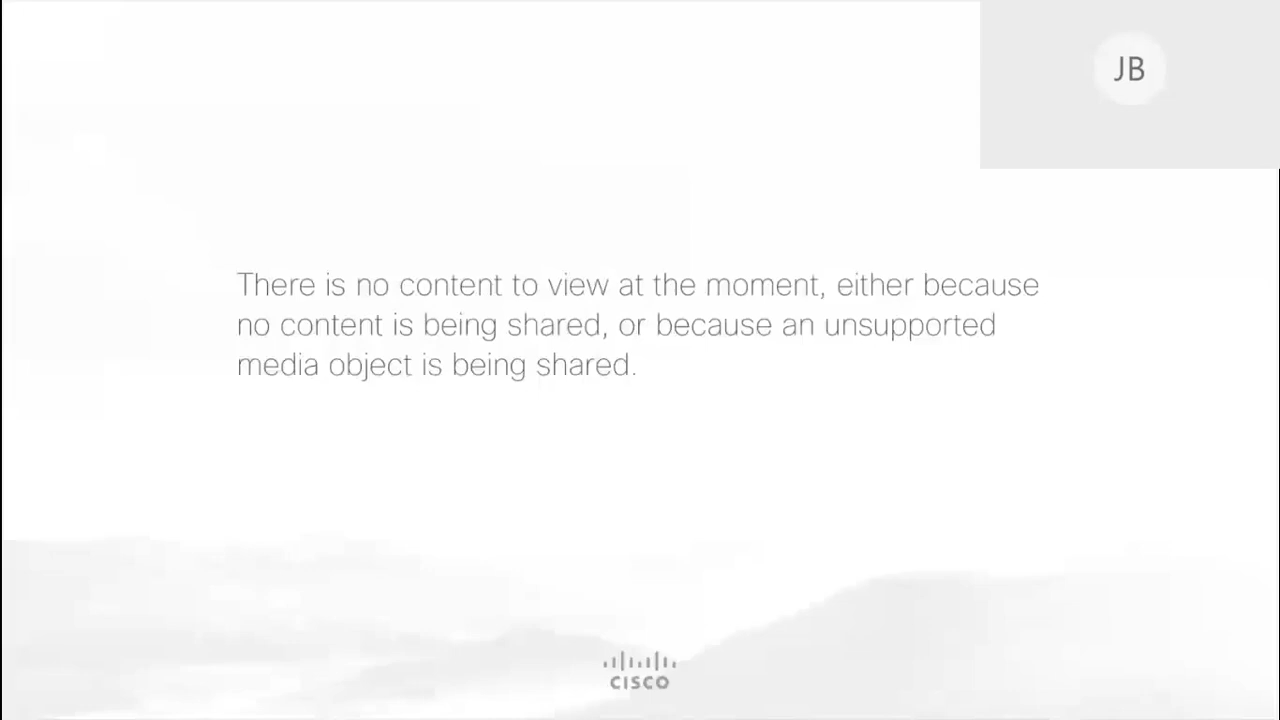 JB
There is no content to view at the moment, either because
no content is being shared, or because an unsupported
media object is being shared.
CISCO